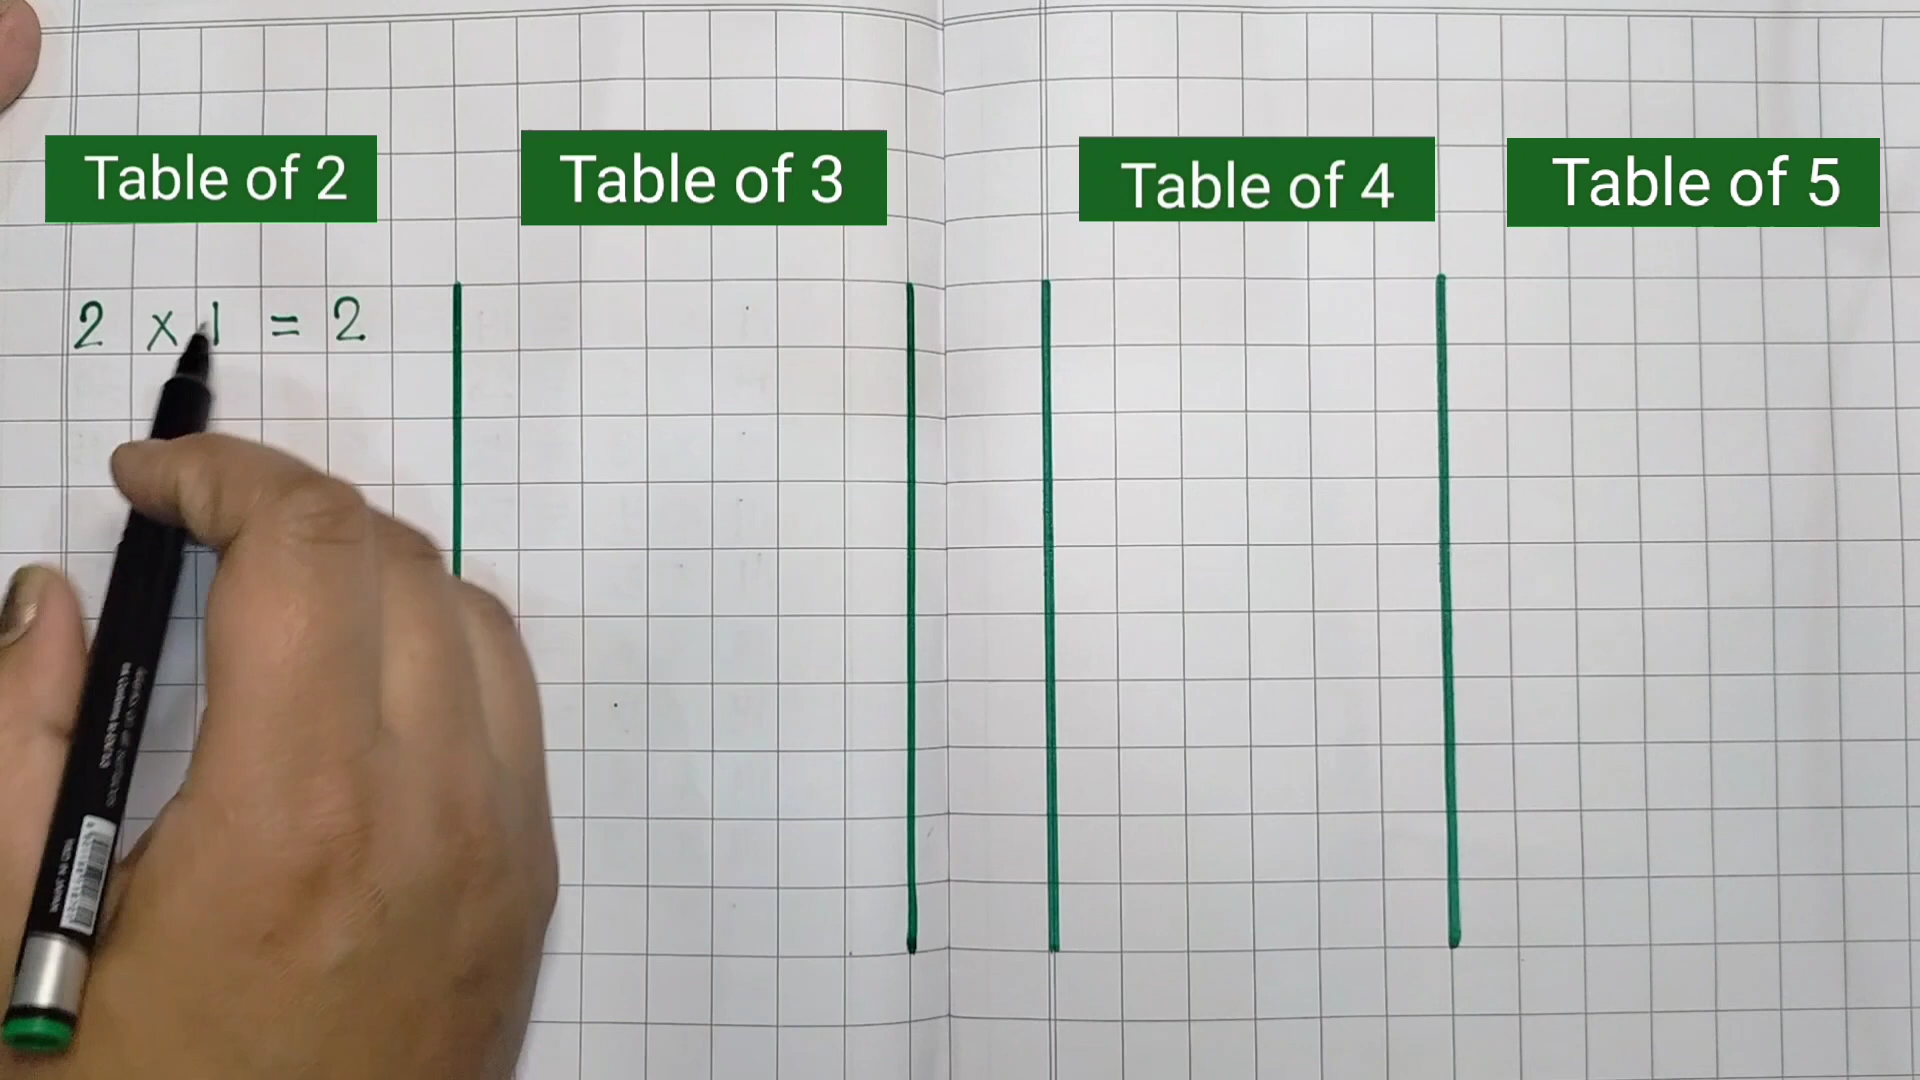 Table of 2
Table of 3
Table of 4
Table of 5
2 x 1 = 2